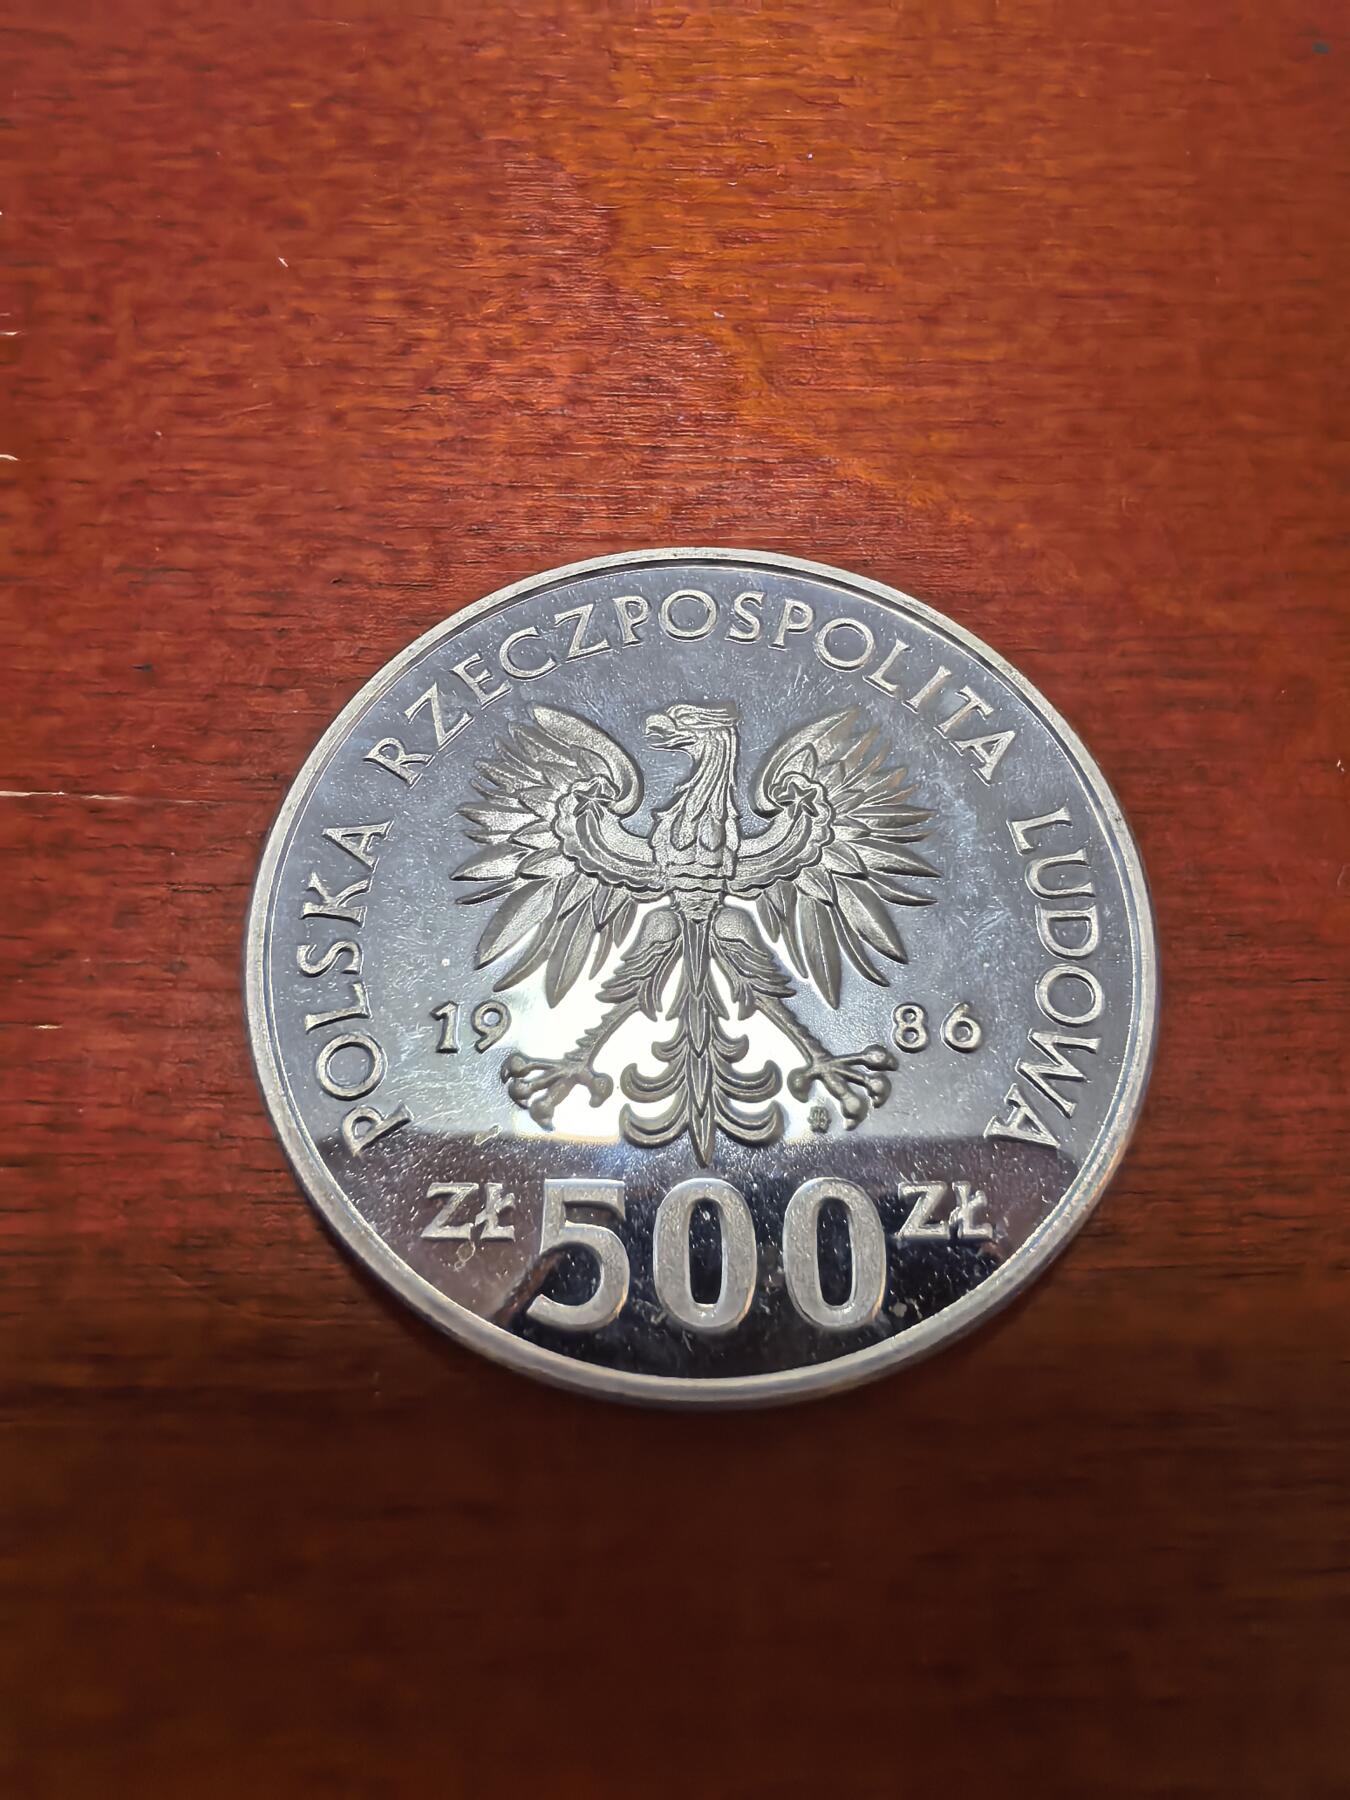 POLSKA RZECZPOSPOLITA LUDOWA
19 86
ZŁ 500 ZŁ